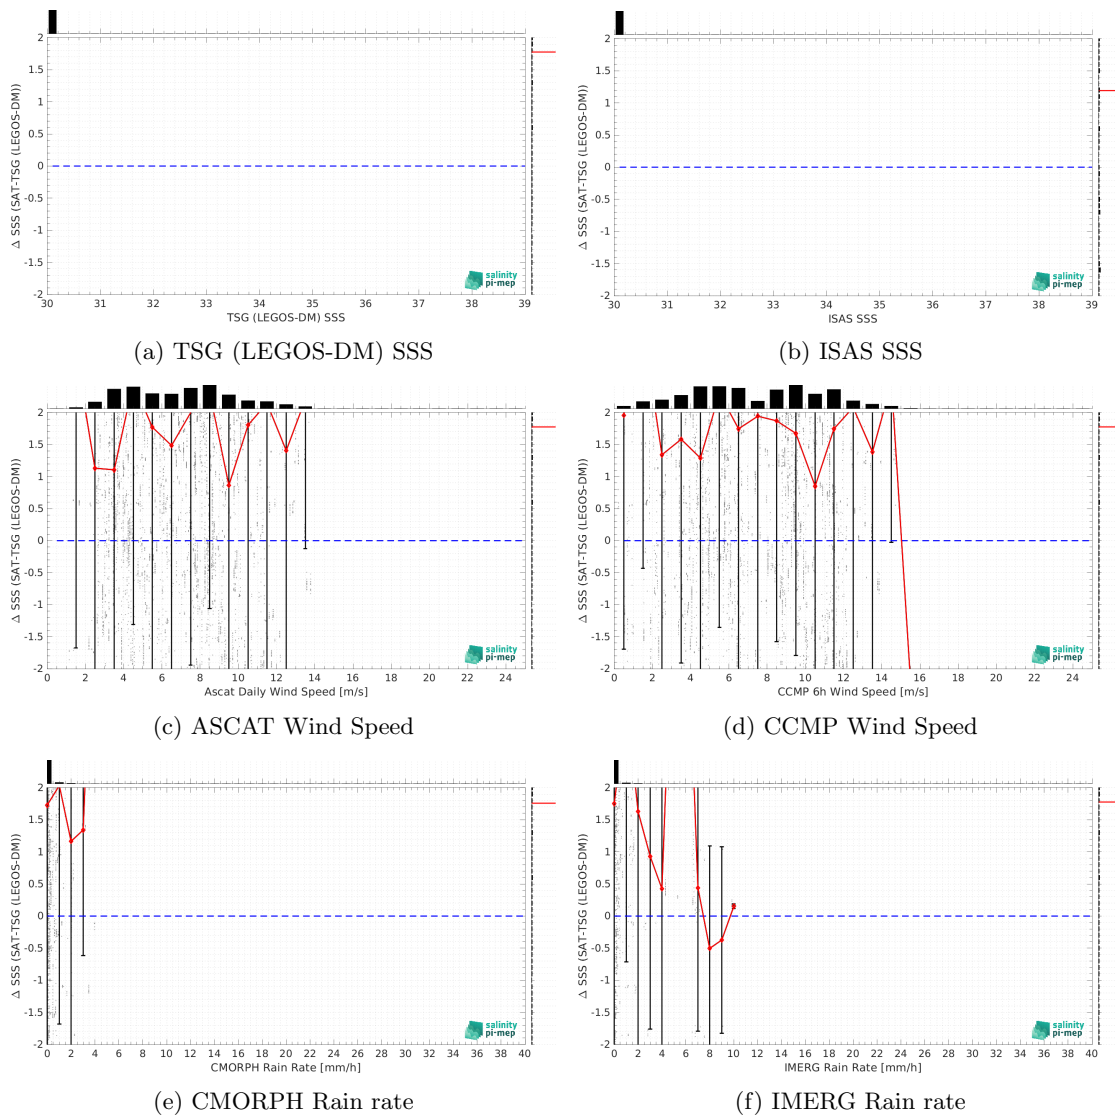 2
1.5
1
0.5
0
-0.5
-1
-1.5
-2
Δ SSS (SAT-TSG (LEGOS-DM))
30 31 32 33 34 35 36 37 38 39
TSG (LEGOS-DM) SSS
salinity
pi-mep
(a) TSG (LEGOS-DM) SSS
2
1.5
1
0.5
0
-0.5
-1
-1.5
-2
Δ SSS (SAT-TSG (LEGOS-DM))
30 31 32 33 34 35 36 37 38 39
ISAS SSS
salinity
pi-mep
(b) ISAS SSS
2
1.5
1
0.5
0
-0.5
-1
-1.5
-2
Δ SSS (SAT-TSG (LEGOS-DM))
0 2 4 6 8 10 12 14 16 18 20 22 24
Ascat Daily Wind Speed [m/s]
salinity
pi-mep
(c) ASCAT Wind Speed
2
1.5
1
0.5
0
-0.5
-1
-1.5
-2
Δ SSS (SAT-TSG (LEGOS-DM))
0 2 4 6 8 10 12 14 16 18 20 22 24
CCMP 6h Wind Speed [m/s]
salinity
pi-mep
(d) CCMP Wind Speed
2
1.5
1
0.5
0
-0.5
-1
-1.5
-2
Δ SSS (SAT-TSG (LEGOS-DM))
0 2 4 6 8 10 12 14 16 18 20 22 24 26 28 30 32 34 36 38 40
CMORPH Rain Rate [mm/h]
salinity
pi-mep
(e) CMORPH Rain rate
2
1.5
1
0.5
0
-0.5
-1
-1.5
-2
Δ SSS (SAT-TSG (LEGOS-DM))
0 2 4 6 8 10 12 14 16 18 20 22 24 26 28 30 32 34 36 38 40
IMERG Rain Rate [mm/h]
salinity
pi-mep
(f) IMERG Rain rate